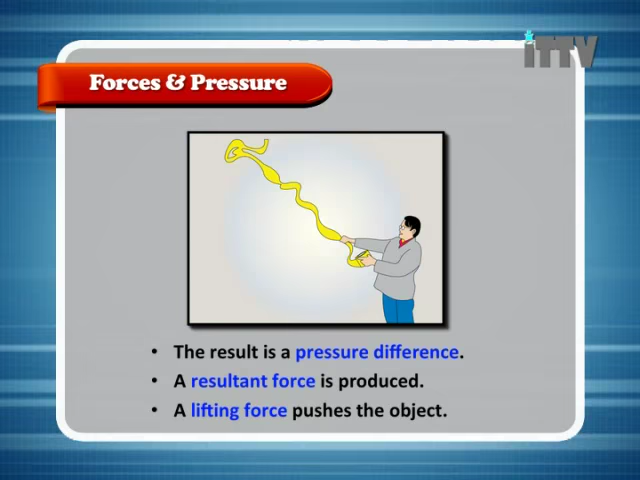 iTTV
Forces & Pressure
• The result is a pressure difference.
• A resultant force is produced.
• A lifting force pushes the object.